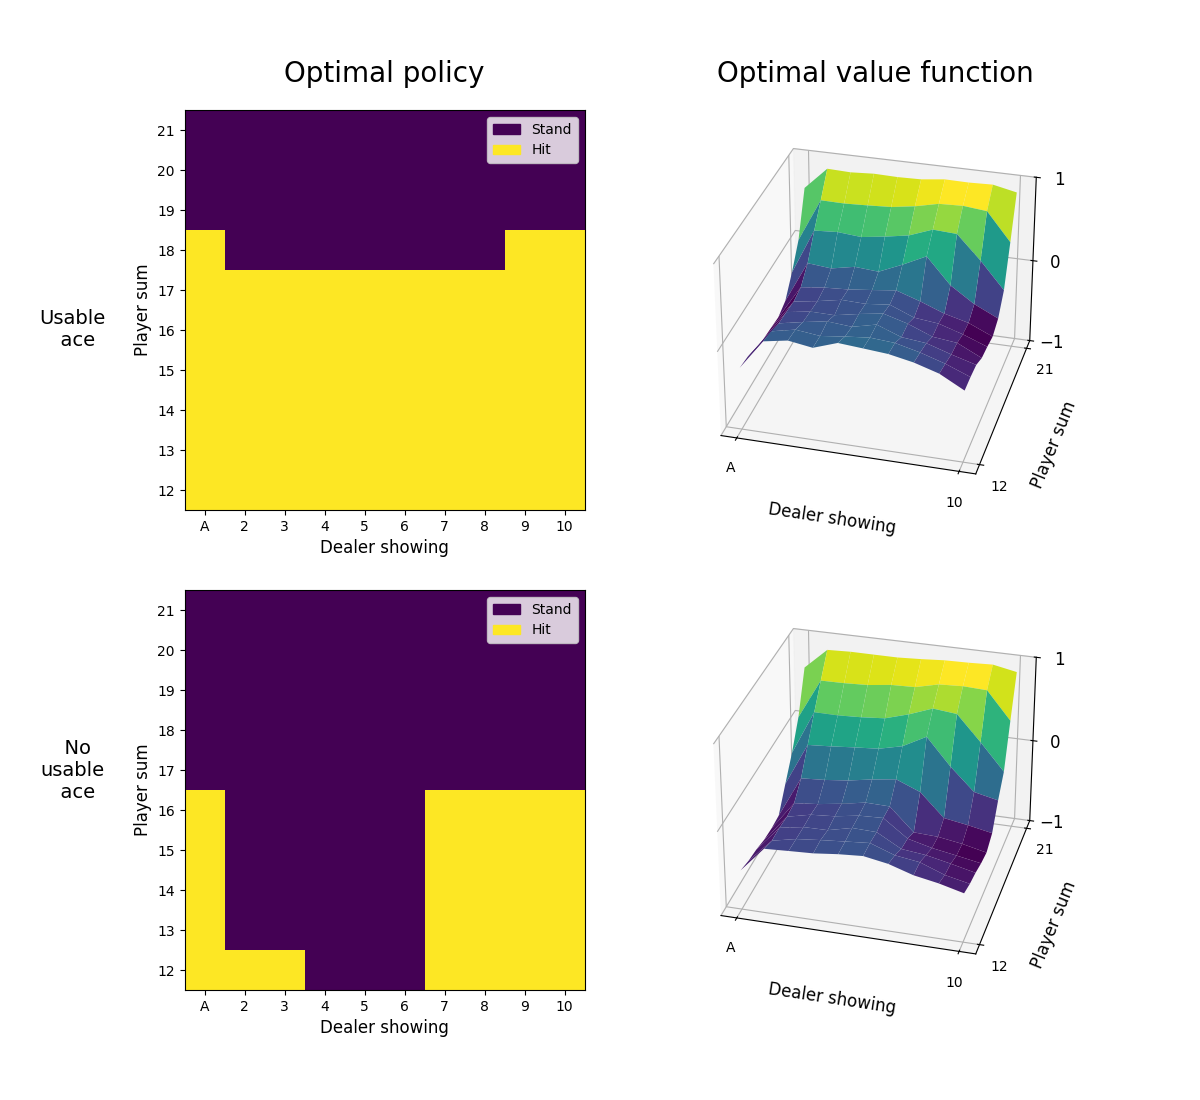 Optimal policy
Optimal value function
Usable
ace
Player sum
21
20
19
18
17
16
15
14
13
12
Stand
Hit
A 2 3 4 5 6 7 8 9 10
Dealer showing
1
0
−1
21
12
Player sum
A
10
Dealer showing
No
usable
ace
Player sum
21
20
19
18
17
16
15
14
13
12
Stand
Hit
A 2 3 4 5 6 7 8 9 10
Dealer showing
1
0
−1
21
12
Player sum
A
10
Dealer showing